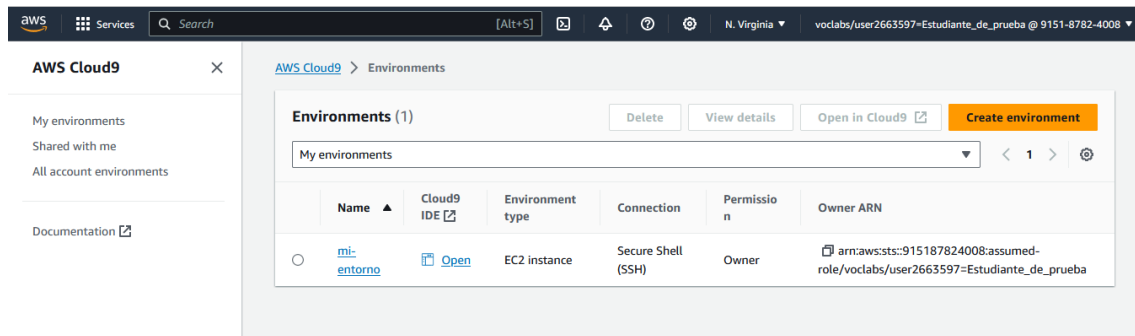 aws Services Search [Alt+S] N. Virginia voclabs/user2663597=Estudiante_de_prueba @ 9151-8782-4008
AWS Cloud9
My environments
Shared with me
All account environments
Documentation
AWS Cloud9 > Environments
Environments (1) Delete View details Open in Cloud9 Create environment
My environments 1
Name Cloud9 IDE Environment type Connection Permissio
n
Owner ARN
mi-
entorno
Open
EC2 instance
Secure Shell
(SSH)
Owner
arn:aws:sts::915187824008:assumed-
role/voclabs/user2663597=Estudiante_de_prueba